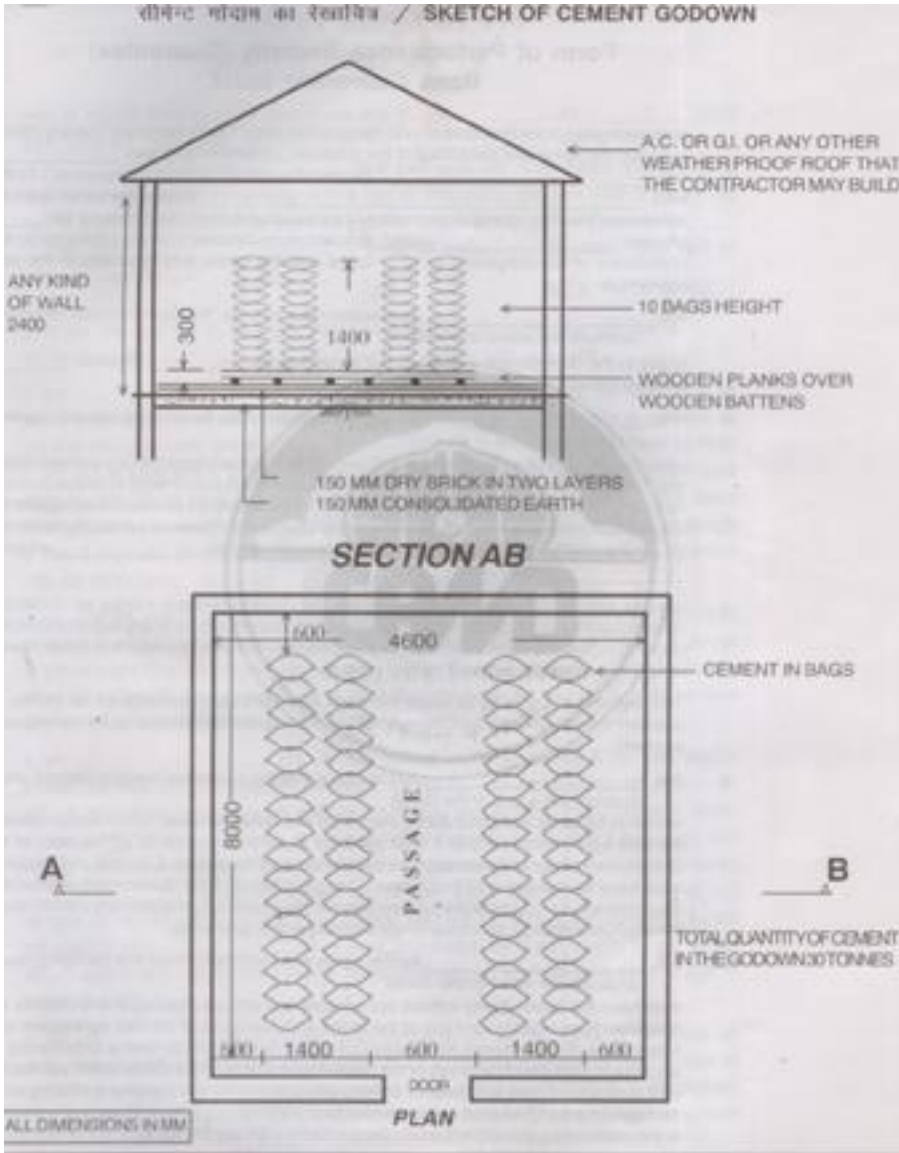 सीमेन्ट गोदाम का रेखाचित्र / SKETCH OF CEMENT GODOWN
A.C. OR G.I. OR ANY OTHER
WEATHER PROOF ROOF THAT
THE CONTRACTOR MAY BUILD
ANY KIND
OF WALL
2400
300
1400
10 BAGS HEIGHT
WOODEN PLANKS OVER
WOODEN BATTENS
150 MM DRY BRICK IN TWO LAYERS
150 MM CONSOLIDATED EARTH
SECTION AB
600
4600
CEMENT IN BAGS
8000
PASSAGE
A
B
TOTAL QUANTITY OF CEMENT
IN THE GODOWN 30 TONNES
600 1400 600 1400 600
DOOR
PLAN
ALL DIMENSIONS IN MM